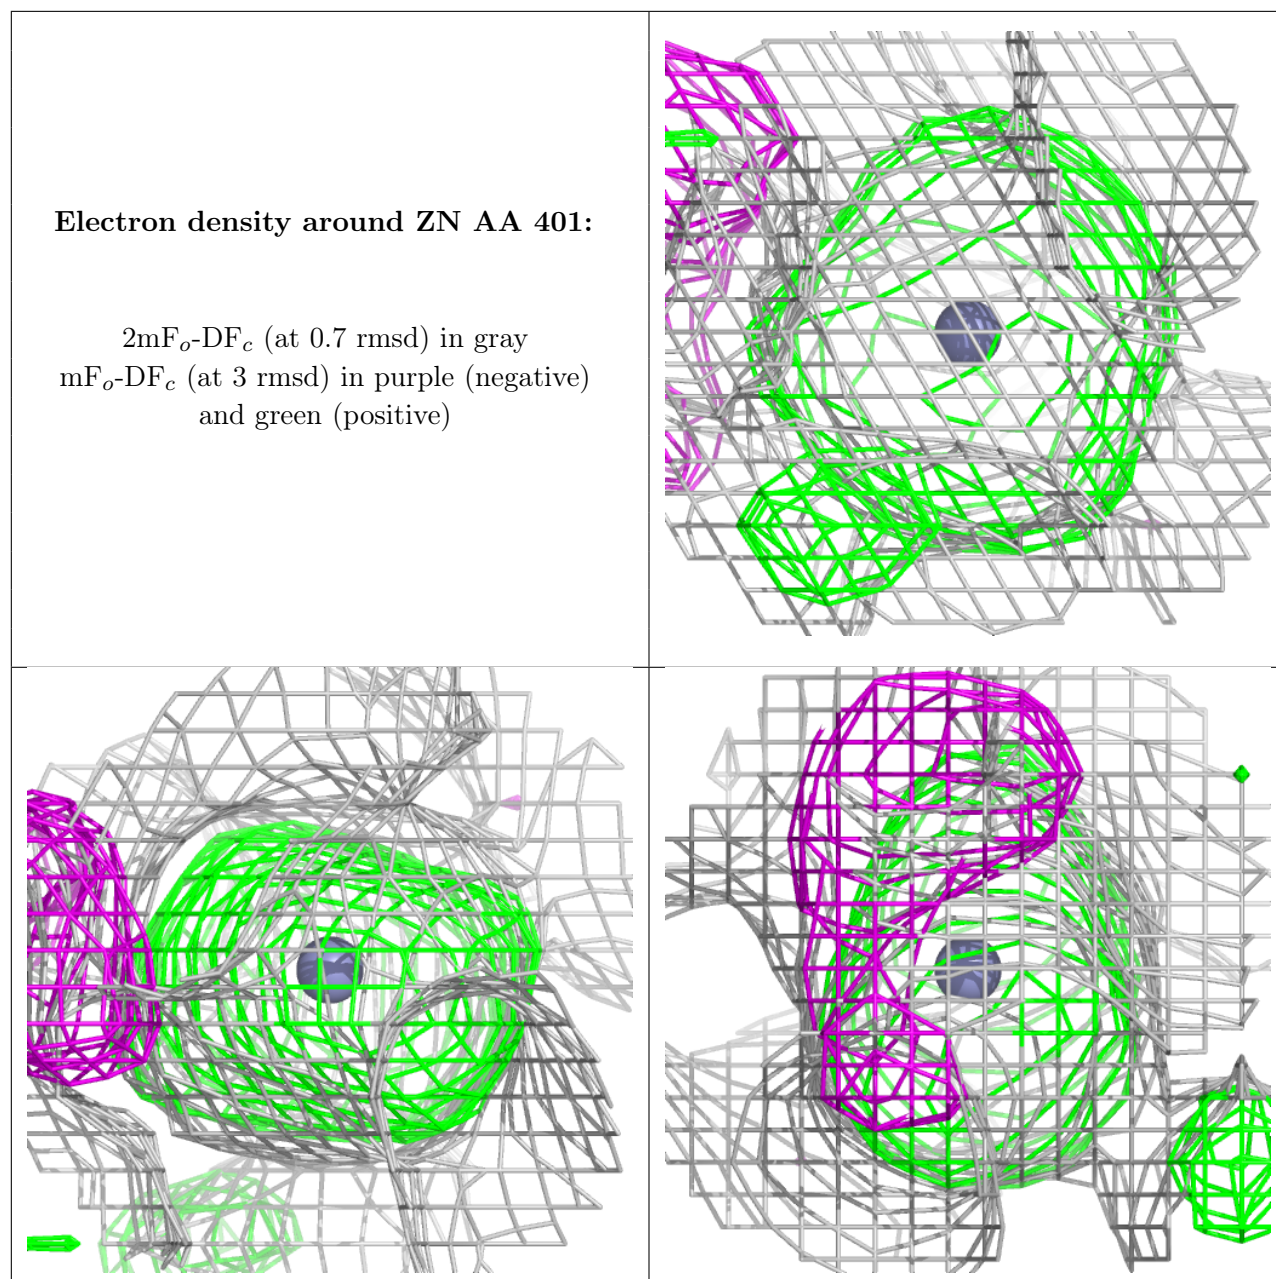 Electron density around ZN AA 401:
2mFₒ-DF𝒸 (at 0.7 rmsd) in gray
mFₒ-DF𝒸 (at 3 rmsd) in purple (negative)
and green (positive)